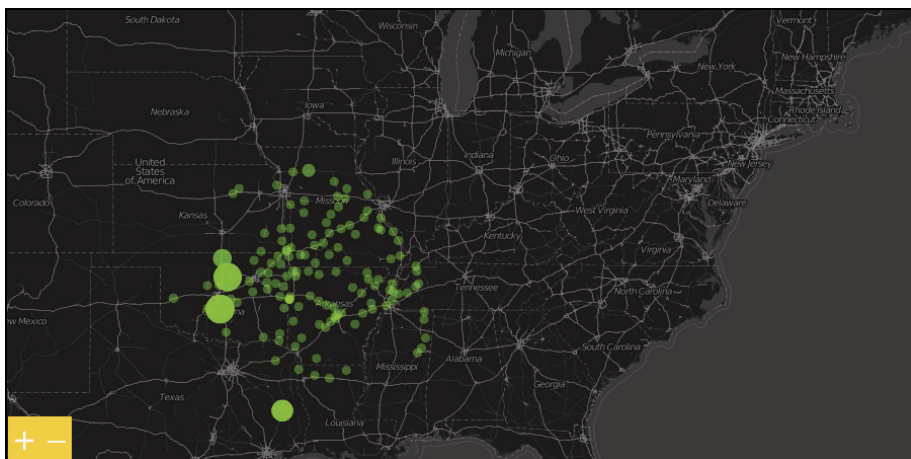 South Dakota
Wisconsin
Vermont
Michigan
New York
New Hampshire
Massachusetts
Rhode Island
Connecticut
Nebraska
Iowa
Pennsylvania
New Jersey
Illinois
Indiana
Ohio
United
States
of America
Maryland
Delaware
Colorado
Missouri
Kansas
West Virginia
Kentucky
Virginia
Tennessee
North Carolina
ew Mexico
Arkansas
South Carolina
Mississippi
Alabama
Georgia
Texas
Louisiana
+ −